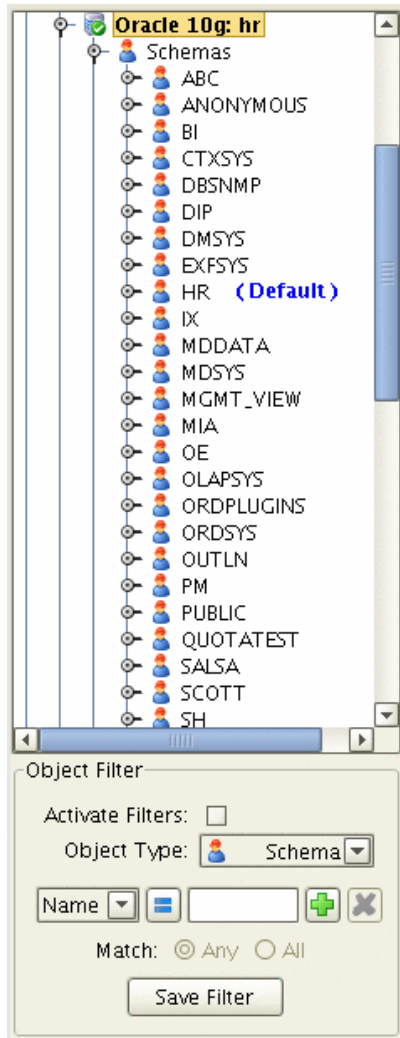 Oracle 10g: hr
Schemas
ABC
ANONYMOUS
BI
CTXSYS
DBSNMP
DIP
DMSYS
EXFSYS
HR (Default)
IX
MDDATA
MDSYS
MGMT_VIEW
MIA
OE
OLAPSYS
ORDPLUGINS
ORDSYS
OUTLN
PM
PUBLIC
QUOTATEST
SALSA
SCOTT
SH
Object Filter
Activate Filters:
Object Type: Schema
Name =
Match: Any All
Save Filter